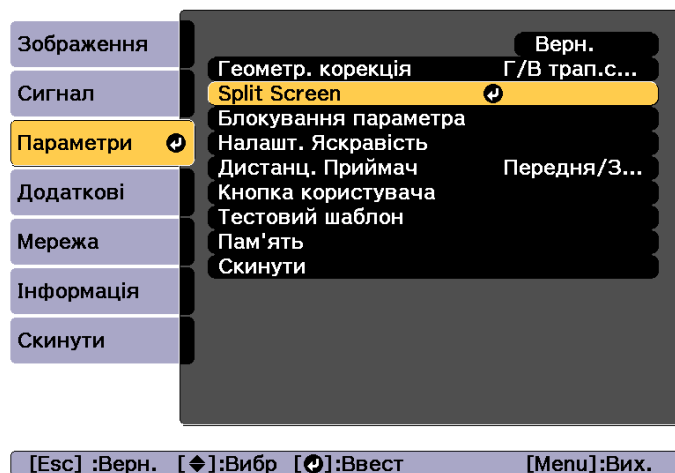 Зображення
Сигнал
Параметри
Додаткові
Мережа
Інформація
Скинути
Верн.
Геометр. корекція Г/В трап.с...
Split Screen
Блокування параметра
Налашт. Яскравість
Дистанц. Приймач Передня/З...
Кнопка користувача
Тестовий шаблон
Пам'ять
Скинути
[Esc] :Верн. [◆]:Вибр [↵]:Ввест [Menu]:Вих.